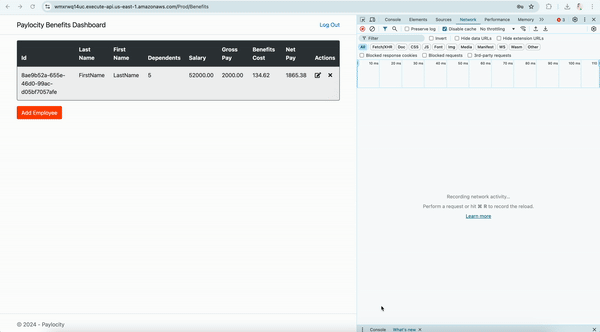 wmxrwq14uc.execute-api.us-east-1.amazonaws.com/Prod/Benefits
Paylocity Benefits Dashboard
Log Out
Id Last Name First Name Dependents Salary Gross Pay Benefits Cost Net Pay Actions
8ae9b52a-655e-46d0-99ac-d05bf7057afe FirstName LastName 5 52000.00 2000.00 134.62 1865.38
Add Employee
© 2024 - Paylocity
Console Elements Sources Network Performance Memory
Preserve log Disable cache No throttling
Filter Invert Hide data URLs Hide extension URLs
All Fetch/XHR Doc CSS JS Font Img Media Manifest WS Wasm Other
Blocked response cookies Blocked requests 3rd-party requests
10 ms 20 ms 30 ms 40 ms 50 ms 60 ms 70 ms 80 ms 90 ms 100 ms 110
Recording network activity...
Perform a request or hit ⌘ R to record the reload.
Learn more
Console What's new